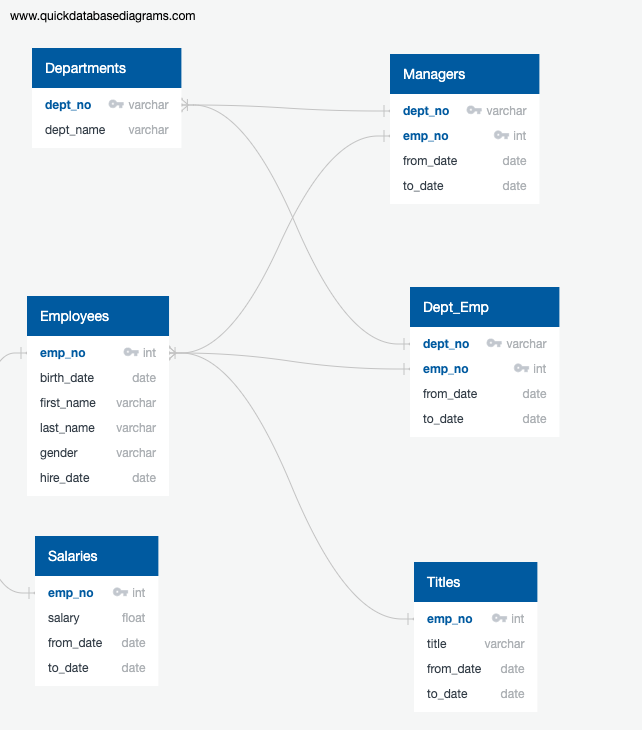 www.quickdatabasediagrams.com
Departments
dept_no varchar
dept_name varchar
Managers
dept_no varchar
emp_no int
from_date date
to_date date
Employees
emp_no int
birth_date date
first_name varchar
last_name varchar
gender varchar
hire_date date
Dept_Emp
dept_no varchar
emp_no int
from_date date
to_date date
Salaries
emp_no int
salary float
from_date date
to_date date
Titles
emp_no int
title varchar
from_date date
to_date date